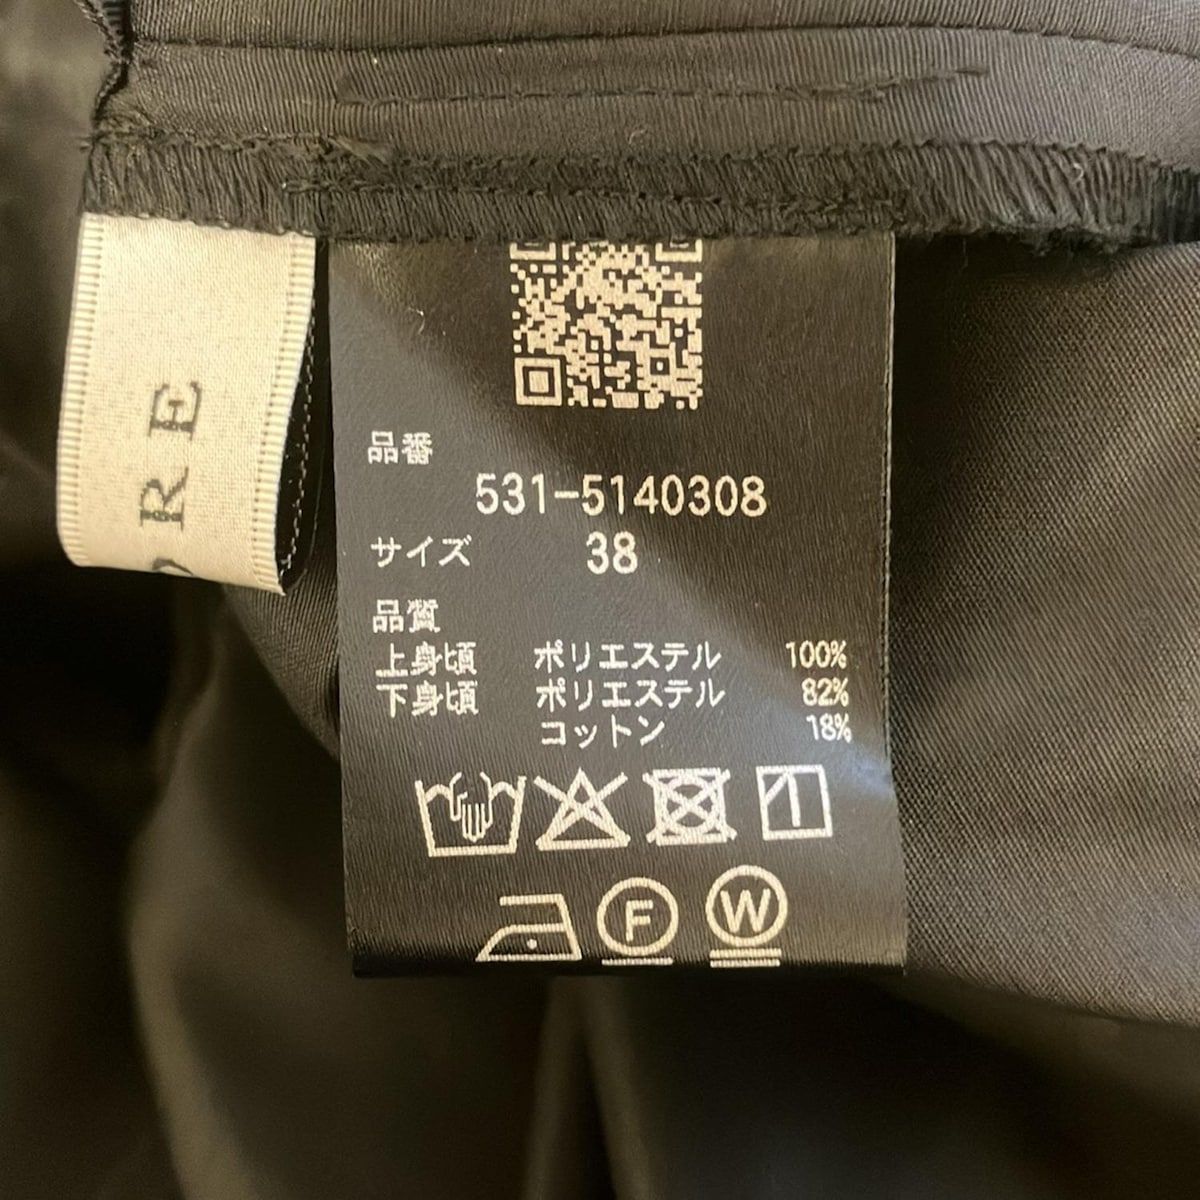 RE
品番
531-5140308
サイズ 38
品質
上身頃 ポリエステル 100%
下身頃 ポリエステル 82%
コットン 18%
F W